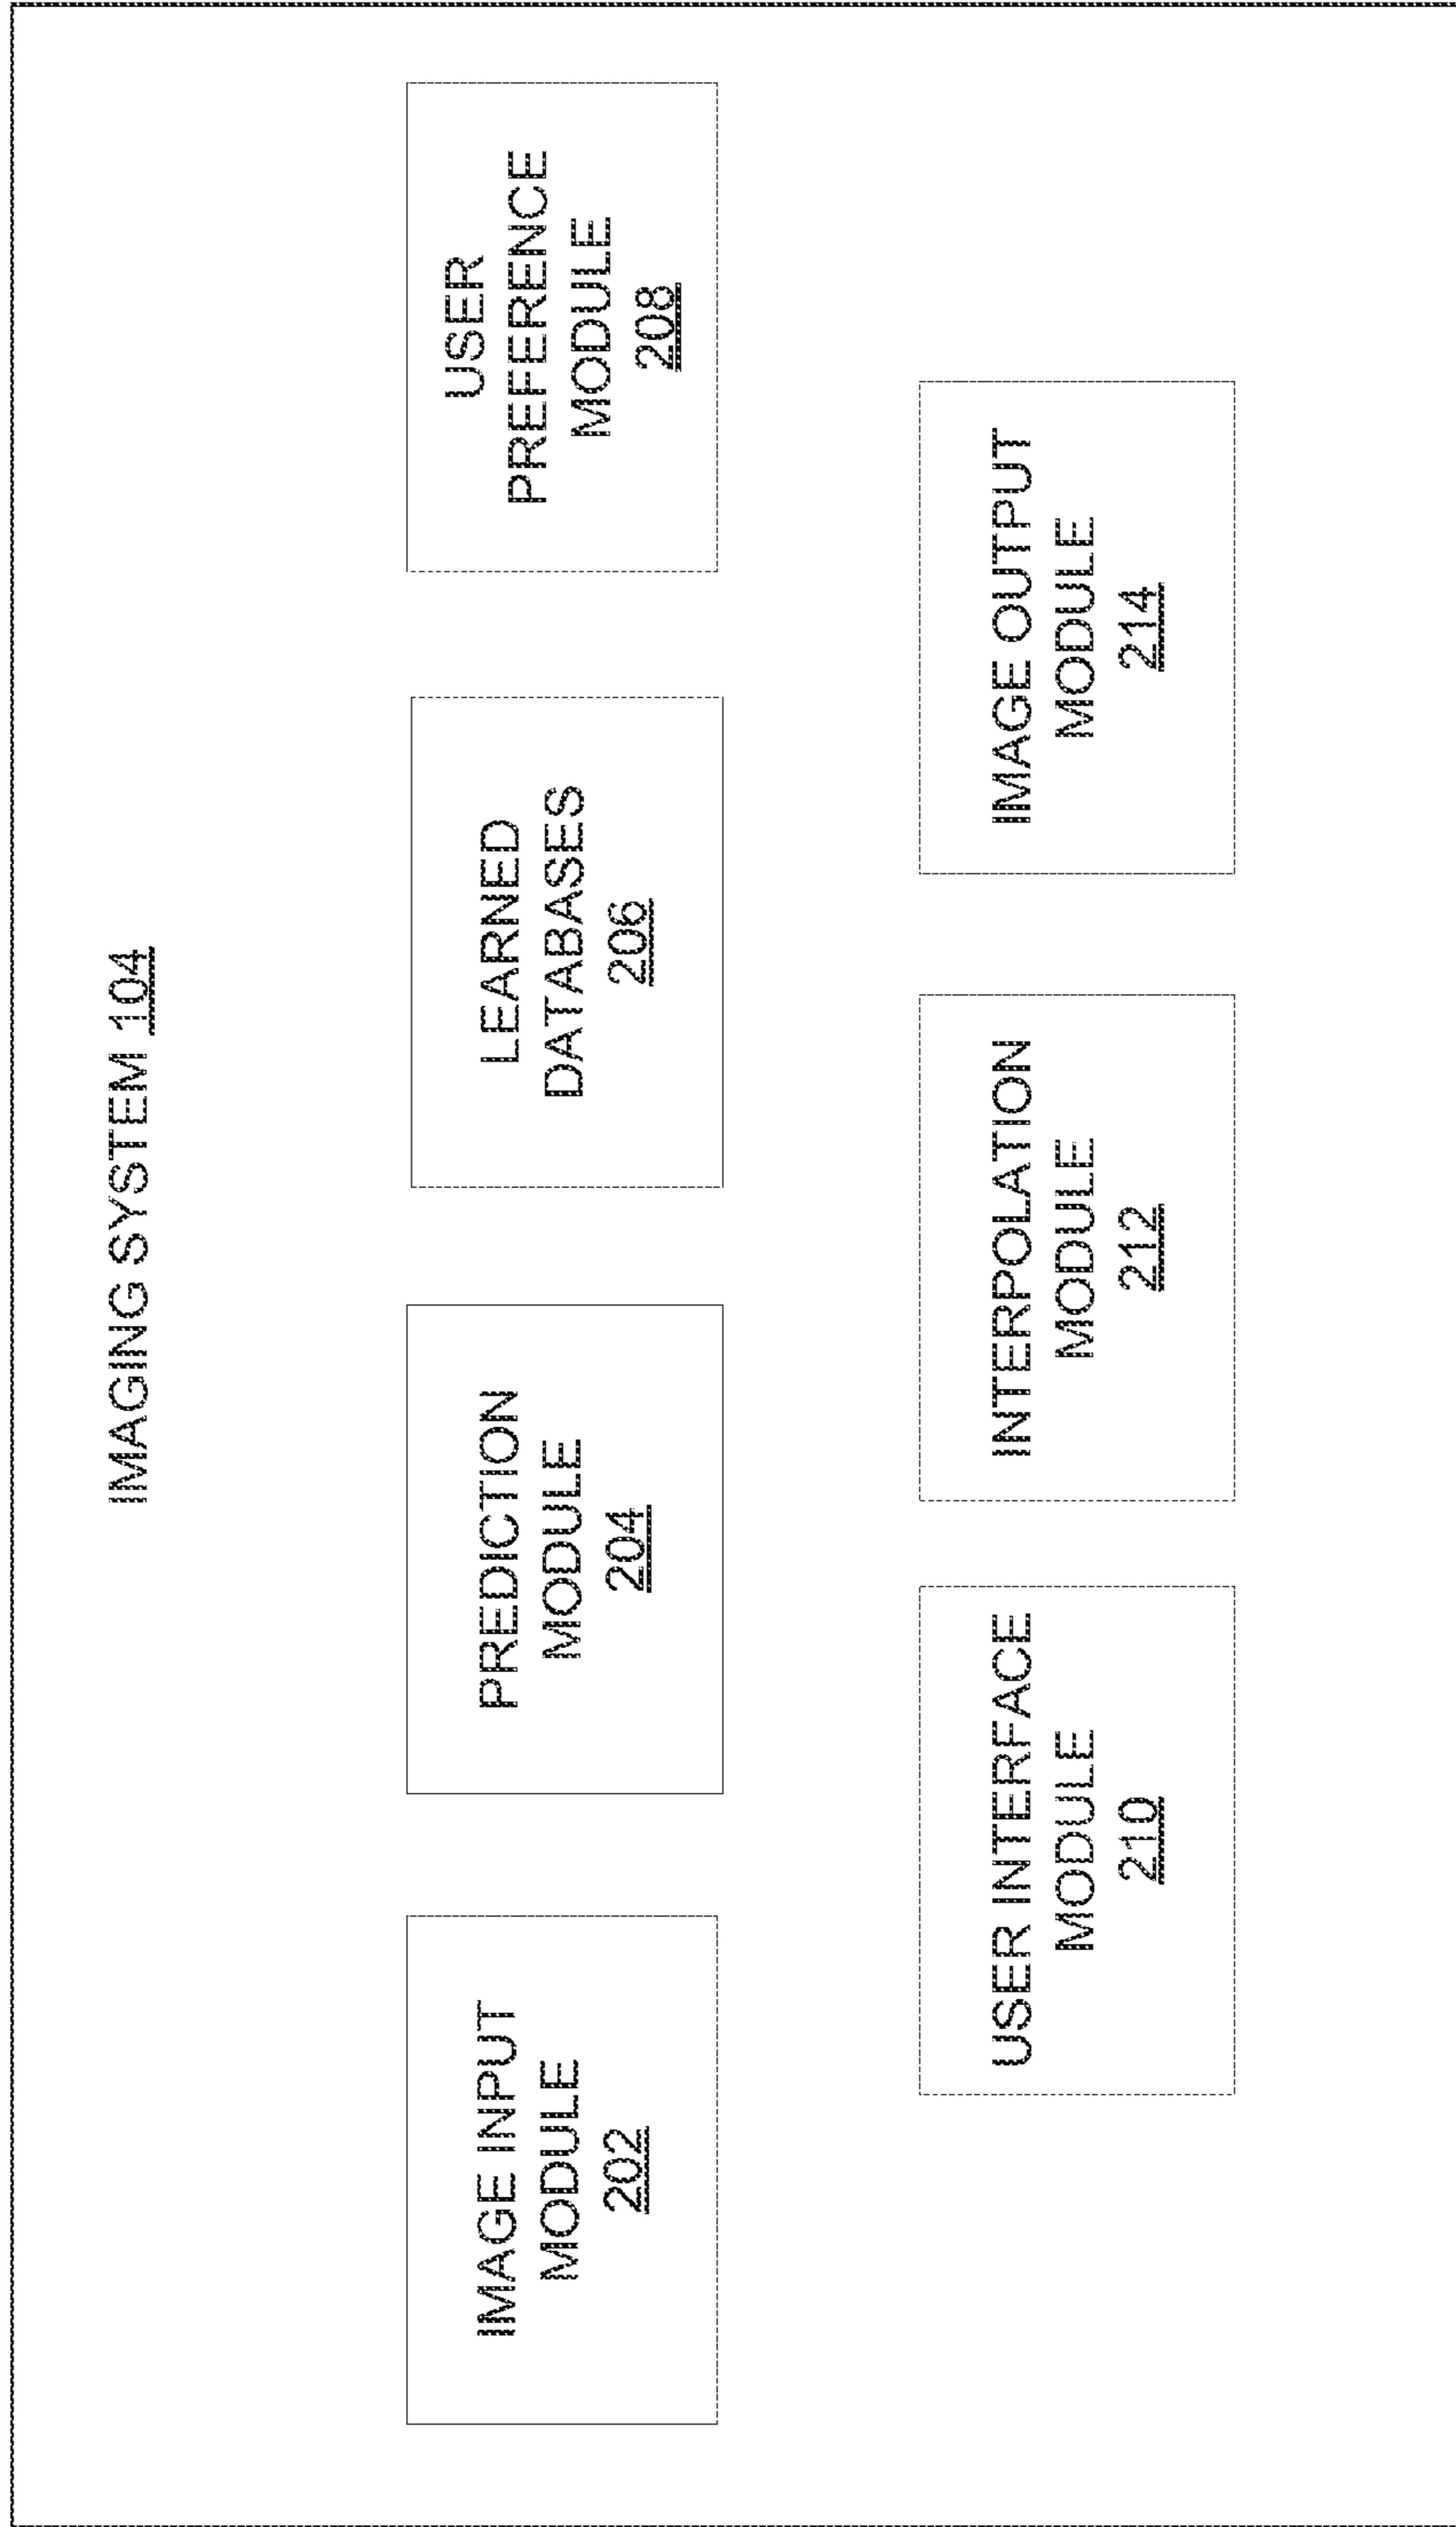 IMAGING SYSTEM 104
IMAGE INPUT
MODULE
202
PREDICTION
MODULE
204
LEARNED
DATABASES
206
USER
PREFERENCE
MODULE
208
USER INTERFACE
MODULE
210
INTERPOLATION
MODULE
212
IMAGE OUTPUT
MODULE
214